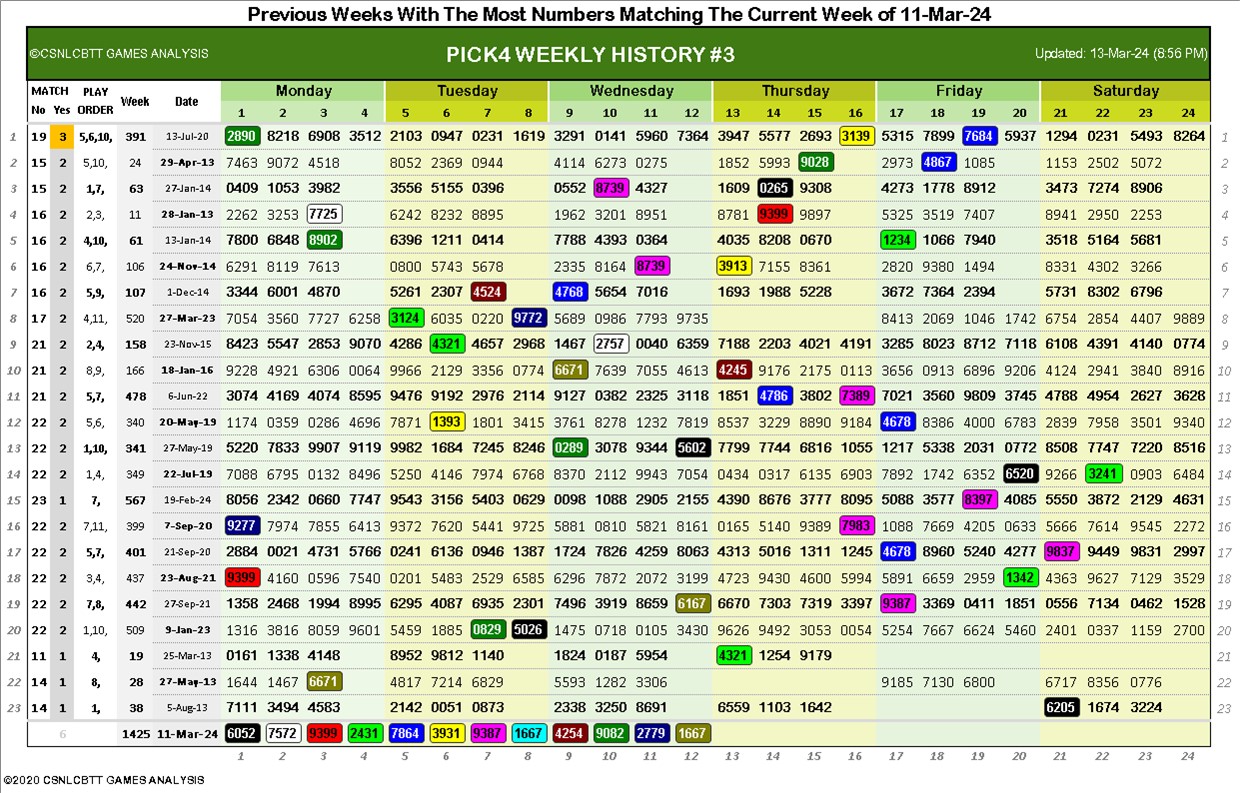 Previous Weeks With The Most Numbers Matching The Current Week of 11-Mar-24
©CSNLCBTT GAMES ANALYSIS PICK4 WEEKLY HISTORY #3 Updated: 13-Mar-24 (8:56 PM)
MATCH PLAY Week Date Monday Tuesday Wednesday Thursday Friday Saturday
No Yes ORDER 1 2 3 4 5 6 7 8 9 10 11 12 13 14 15 16 17 18 19 20 21 22 23 24
1 19 3 5,6,10, 391 13-Jul-20 2890 8218 6908 3512 2103 0947 0231 1619 3291 0141 5960 7364 3947 5577 2693 3139 5315 7899 7684 5937 1294 0231 5493 8264 1
2 15 2 5,10, 24 29-Apr-13 7463 9072 4518 8052 2369 0944 4114 6273 0275 1852 5993 9028 2973 4867 1085 1153 2502 5072 2
3 15 2 1,7, 63 27-Jan-14 0409 1053 3982 3556 5155 0396 0552 8739 4327 1609 0265 9308 4273 1778 8912 3473 7274 8906 3
4 16 2 2,3, 11 28-Jan-13 2262 3253 7725 6242 8232 8895 1962 3201 8951 8781 9399 9897 5325 3519 7407 8941 2950 2253 4
5 16 2 4,10, 61 13-Jan-14 7800 6848 8902 6396 1211 0414 7788 4393 0364 4035 8208 0670 1234 1066 7940 3518 5164 5681 5
6 16 2 6,7, 106 24-Nov-14 6291 8119 7613 0800 5743 5678 2335 8164 8739 3913 7155 8361 2820 9380 1494 8331 4302 3266 6
7 16 2 5,9, 107 1-Dec-14 3344 6001 4870 5261 2307 4524 4768 5654 7016 1693 1988 5228 3672 7364 2394 5731 8302 6796 7
8 17 2 4,11, 520 27-Mar-23 7054 3560 7727 6258 3124 6035 0220 9772 5689 0986 7793 9735 8413 2069 1046 1742 6754 2854 4407 9889 8
9 21 2 2,4, 158 23-Nov-15 8423 5547 2853 9070 4286 4321 4657 2968 1467 2757 0040 6359 7188 2203 4021 4191 3285 8023 8712 7118 6108 4391 4140 0774 9
10 21 2 8,9, 166 18-Jan-16 9228 4921 6306 0064 9966 2129 3356 0774 6671 7639 7055 4613 4245 9176 2175 0113 3656 0913 6896 9206 4124 2941 3840 8916 10
11 21 2 5,7, 478 6-Jun-22 3074 4169 4074 8595 9476 9192 2976 2114 9127 0382 2325 3118 1851 4786 3802 7389 7021 3560 9809 3745 4788 4954 2627 3628 11
12 22 2 5,6, 340 20-May-19 1174 0359 0286 4696 7871 1393 1801 3415 3761 8278 1232 7819 8537 3229 8890 9184 4678 8386 4000 6783 2839 7958 3501 9340 12
13 22 2 1,10, 341 27-May-19 5220 7833 9907 9119 9982 1684 7245 8246 0289 3078 9344 5602 7799 7744 6816 1055 1217 5338 2031 0772 8508 7747 7220 8516 13
14 22 2 1,4, 349 22-Jul-19 7088 6795 0132 8496 5250 4146 7974 6768 8370 2112 9943 7054 0434 0317 6135 6903 7892 1742 6352 6520 9266 3241 0903 6484 14
15 23 1 7, 567 19-Feb-24 8056 2342 0660 7747 9543 3156 5403 0629 0098 1088 2905 2155 4390 8676 3777 8095 5088 3577 8397 4085 5550 3872 2129 4631 15
16 22 2 7,11, 399 7-Sep-20 9277 7974 7855 6413 9372 7620 5441 9725 5881 0810 5821 8161 0165 5140 9389 7983 1088 7669 4205 0633 5666 7614 9545 2272 16
17 22 2 5,7, 401 21-Sep-20 2884 0021 4731 5766 0241 6136 0946 1387 1724 7826 4259 8063 4313 5016 1311 1245 4678 8960 5240 4277 9837 9449 9831 2997 17
18 22 2 3,4, 437 23-Aug-21 9399 4160 0596 7540 0201 5483 2529 6585 6296 7872 2072 3199 4723 9430 4600 5994 5891 6659 2959 1342 4363 9627 7129 3529 18
19 22 2 7,8, 442 27-Sep-21 1358 2468 1994 8995 6295 4087 6935 2301 7496 3919 8659 6167 6670 7303 7319 3397 9387 3369 0411 1851 0556 7134 0462 1528 19
20 22 2 1,10, 509 9-Jan-23 1316 3816 8059 9601 5459 1885 0829 5026 1475 0718 0105 3430 9626 9492 3053 0054 5254 7667 6624 5460 2401 0337 1159 2700 20
21 11 1 4, 19 25-Mar-13 0161 1338 4148 8952 9812 1140 1824 0187 5954 4321 1254 9179 21
22 14 1 8, 28 27-May-13 1644 1467 6671 4817 7214 6829 5593 1282 3306 9185 7130 6800 6717 8356 0776 22
23 14 1 1, 38 5-Aug-13 7111 3494 4583 2142 0051 0873 2338 3250 8691 6559 1103 1642 6205 1674 3224 23
6 1425 11-Mar-24 6052 7572 9399 2431 7864 3931 9387 1667 4254 9082 2779 1667
1 2 3 4 5 6 7 8 9 10 11 12 13 14 15 16 17 18 19 20 21 22 23 24
©2020 CSNLCBTT GAMES ANALYSIS